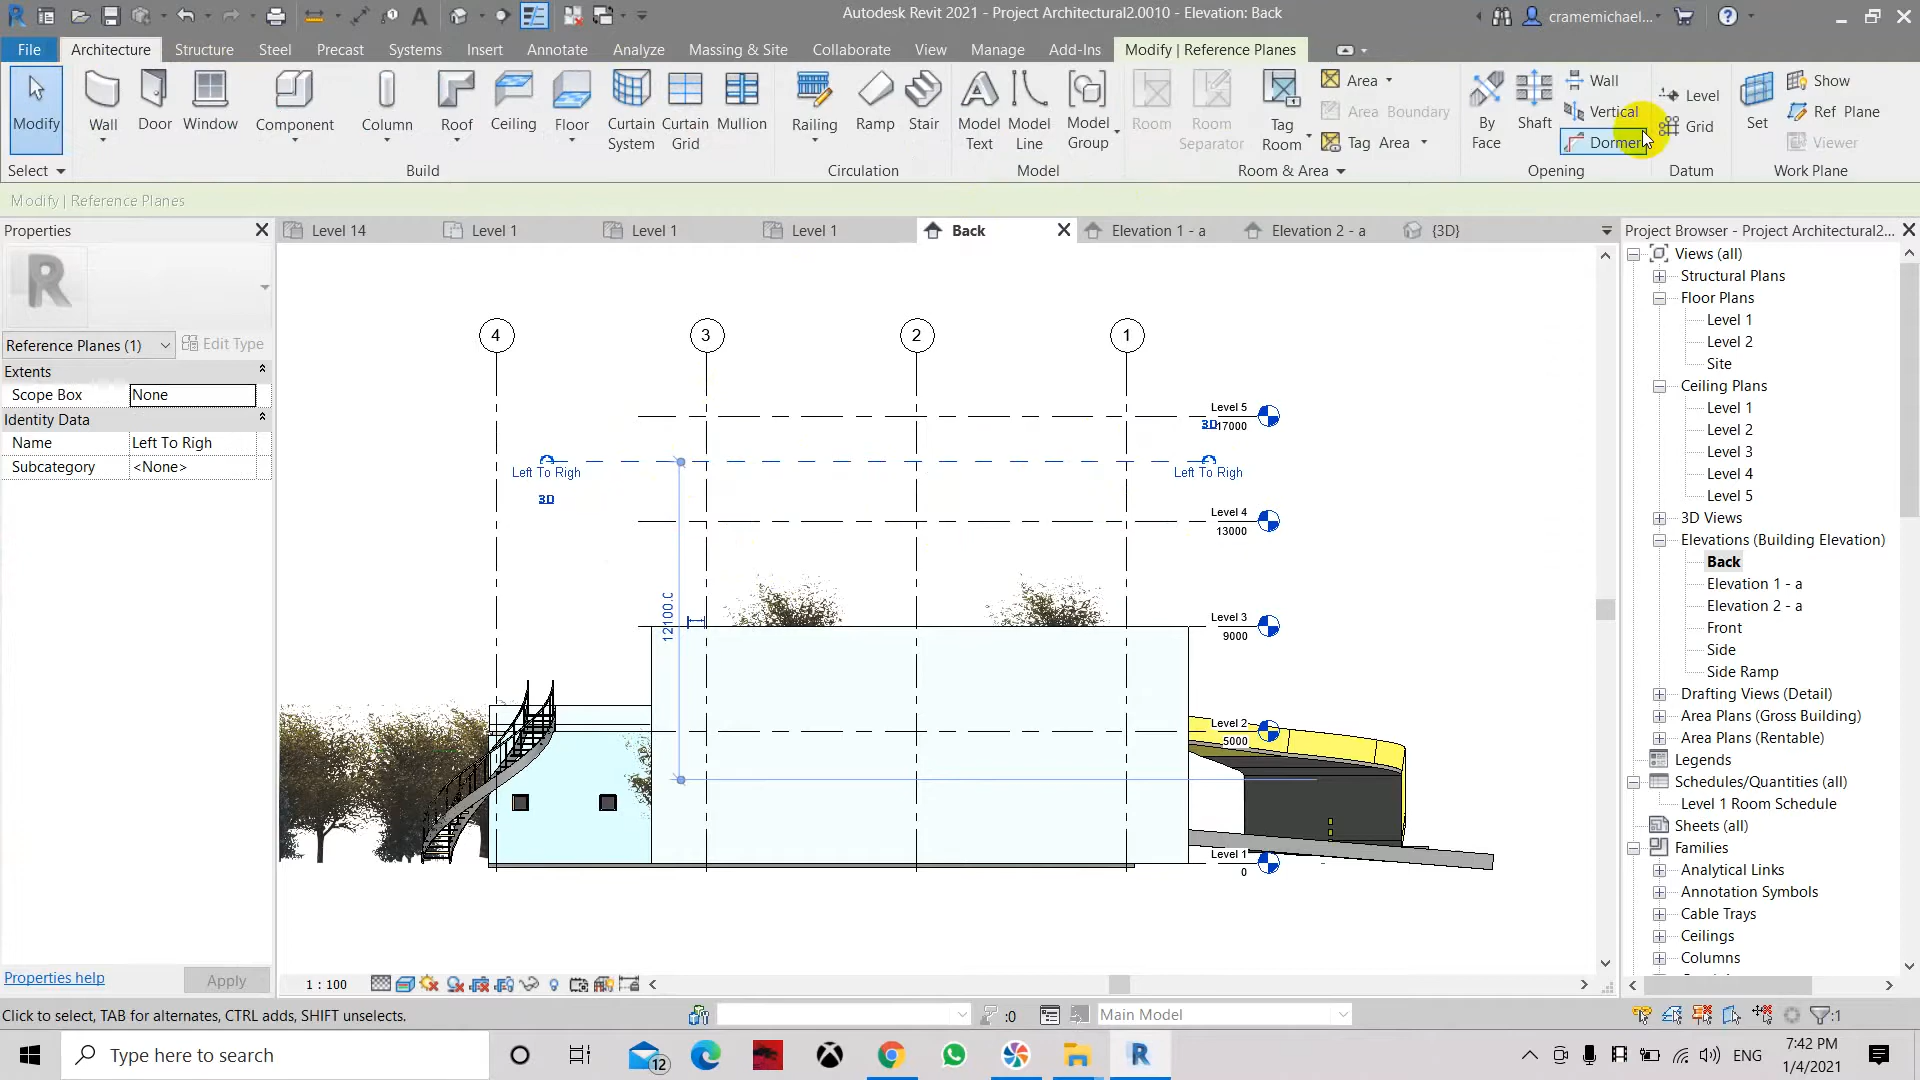 Autodesk Revit 2021 - Project Architectural2.0010 - Elevation: Back
cramemichael...
File Architecture Structure Steel Precast Systems Insert Annotate Analyze Massing & Site Collaborate View Manage Add-Ins Modify | Reference Planes
Modify Wall Door Window Component Column Roof Ceiling Floor Curtain System Curtain Grid Mullion Railing Ramp Stair Model Text Model Line Model Group Room Room Separator Tag Room
Area
Area Boundary
Tag Area
By Face Shaft
Wall
Vertical
Dormer
Level
Grid
Set
Show
Ref Plane
Viewer
Select Build Circulation Model Room & Area Opening Datum Work Plane
Modify | Reference Planes
Properties
Level 14 Level 1 Level 1 Level 1 Back Elevation 1 - a Elevation 2 - a {3D}
R
Reference Planes (1) Edit Type
Extents
Scope Box None
Identity Data
Name Left To Righ
Subcategory <None>
Properties help Apply
4 3 2 1
Level 5
3D 17000
Left To Righ Left To Righ
3D
Level 4
13000
12100.0
Level 3
9000
Level 2
5000
Level 1
0
Project Browser - Project Architectural2...
Views (all)
Structural Plans
Floor Plans
Level 1
Level 2
Site
Ceiling Plans
Level 1
Level 2
Level 3
Level 4
Level 5
3D Views
Elevations (Building Elevation)
Back
Elevation 1 - a
Elevation 2 - a
Front
Side
Side Ramp
Drafting Views (Detail)
Area Plans (Gross Building)
Area Plans (Rentable)
Legends
Schedules/Quantities (all)
Level 1 Room Schedule
Sheets (all)
Families
Analytical Links
Annotation Symbols
Cable Trays
Ceilings
Columns
1 : 100
Click to select, TAB for alternates, CTRL adds, SHIFT unselects.
:0
Main Model
:1
Type here to search
12
ENG
7:42 PM
1/4/2021